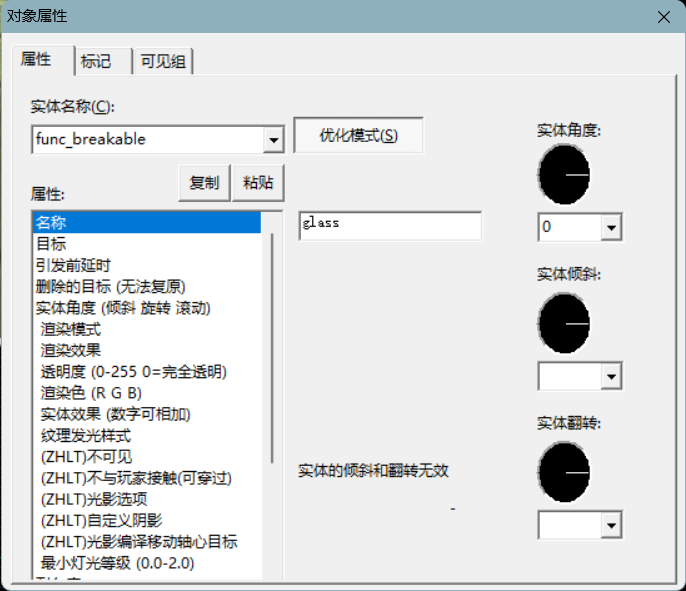 对象属性
属性 标记 可见组
实体名称(C):
func_breakable 优化模式(S)
实体角度:
复制 粘贴
属性:
glass
0
名称
目标
引发前延时
删除的目标 (无法复原)
实体角度 (倾斜 旋转 滚动)
渲染模式
渲染效果
透明度 (0-255 0=完全透明)
渲染色 (R G B)
实体效果 (数字可相加)
纹理发光样式
(ZHLT)不可见
(ZHLT)不与玩家接触(可穿过)
(ZHLT)光影选项
(ZHLT)自定义阴影
(ZHLT)光影编译移动轴心目标
最小灯光等级 (0.0-2.0)
实体倾斜:
实体翻转:
实体的倾斜和翻转无效
-